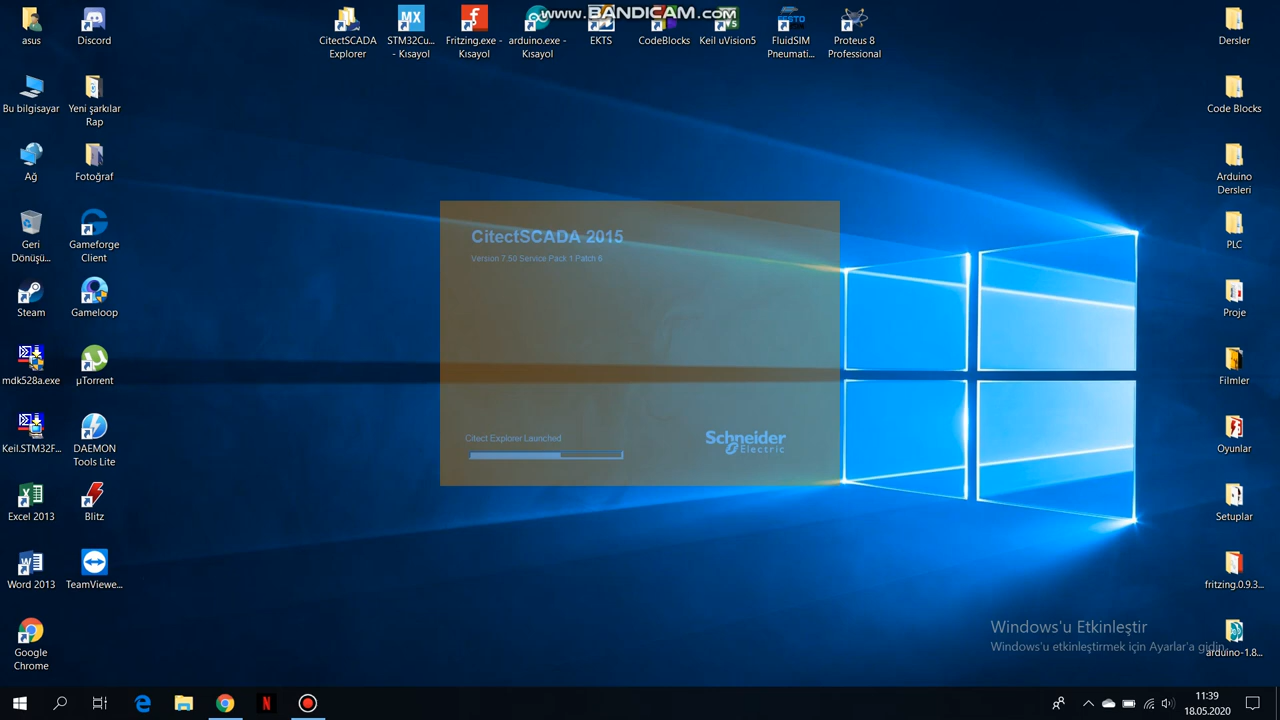 www.BANDICAM.com
asus
Discord
CitectSCADA
Explorer
STM32Cu...
- Kısayol
Fritzing.exe -
Kısayol
arduino.exe -
Kısayol
EKTS
CodeBlocks
Keil uVision5
FluidSIM
Pneumati...
Proteus 8
Professional
Dersler
Bu bilgisayar
Yeni şarkılar
Rap
Code Blocks
Ağ
Fotoğraf
Arduino
Dersleri
Geri
Dönüşü...
Gameforge
Client
PLC
Steam
Gameloop
Proje
mdk528a.exe
µTorrent
Filmler
Keil.STM32F...
DAEMON
Tools Lite
Oyunlar
Excel 2013
Blitz
Setuplar
Word 2013
TeamViewe...
fritzing.0.9.3...
Google
Chrome
arduino-1.8...
CitectSCADA 2015
Version 7.50 Service Pack 1 Patch 6
Citect Explorer Launched
Schneider
Electric
Windows'u Etkinleştir
Windows'u etkinleştirmek için Ayarlar'a gidin.
11:39
18.05.2020